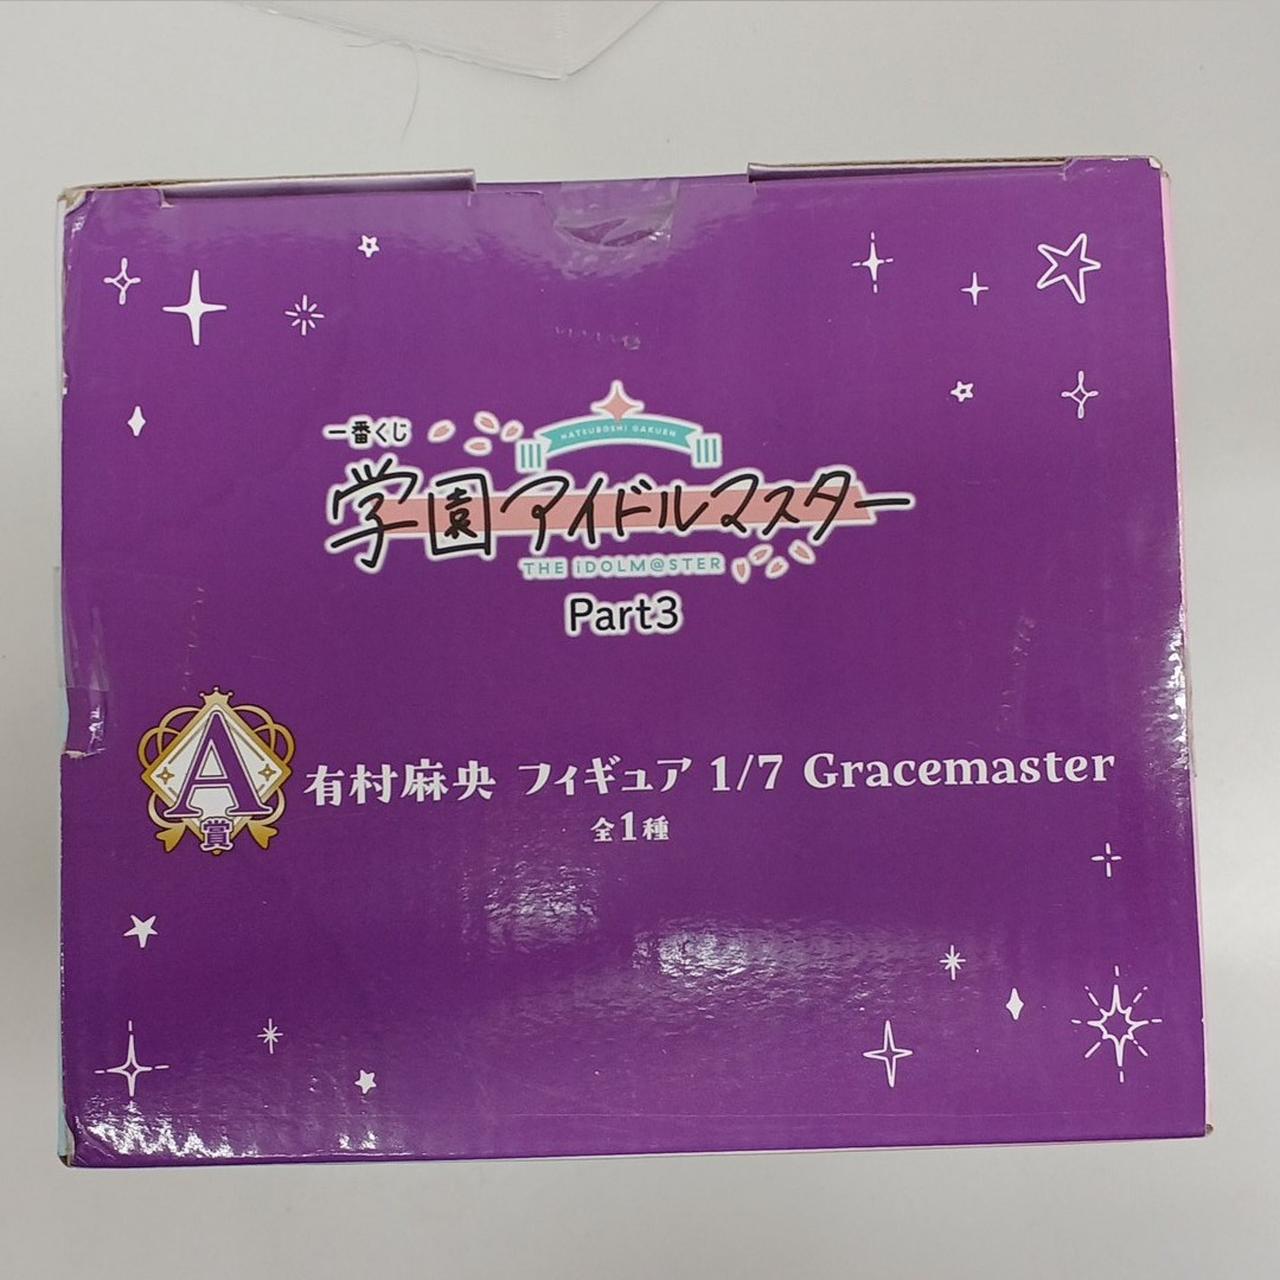 一番くじ
HATSUBOSHI GAKUEN
学園アイドルマスター
THE iDOLM@STER
Part3
A賞
有村麻央 フィギュア 1/7 Gracemaster
全1種